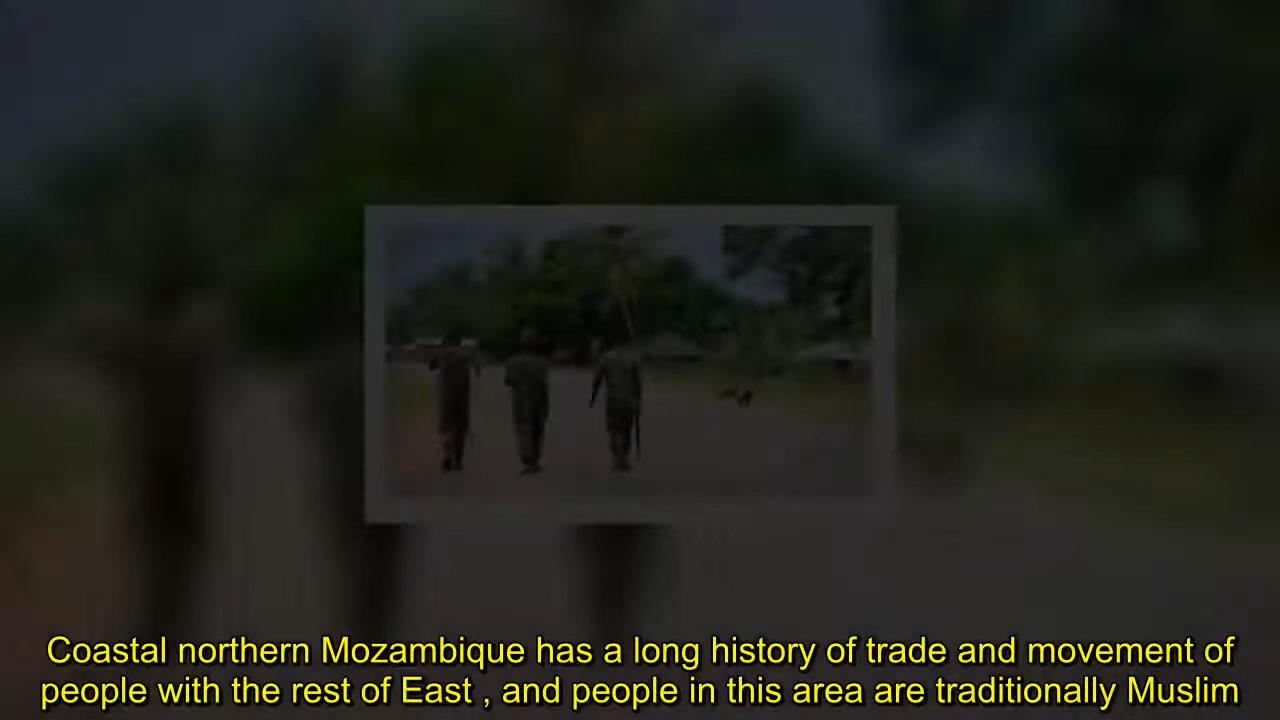 Coastal northern Mozambique has a long history of trade and movement of
people with the rest of East , and people in this area are traditionally Muslim